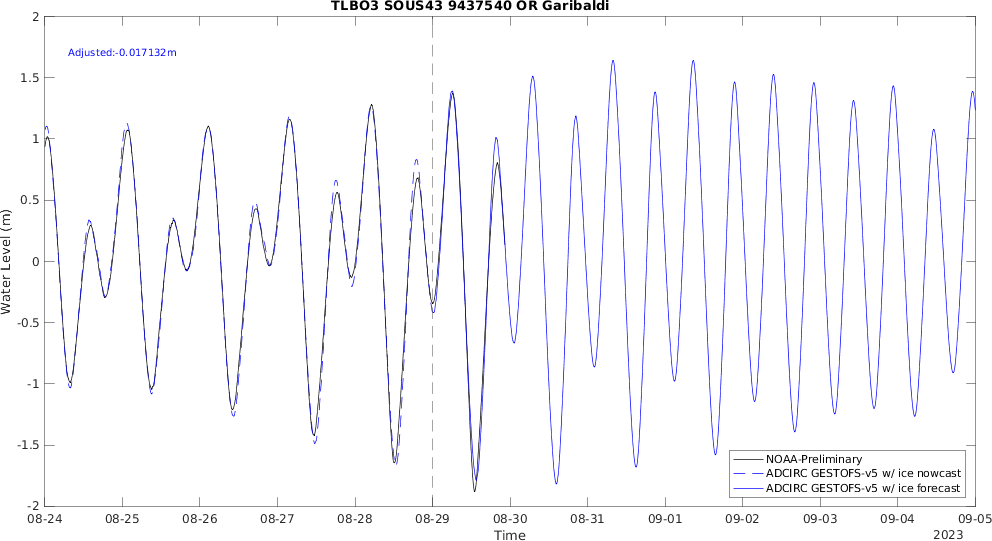 TLBO3 SOUS43 9437540 OR Garibaldi
Adjusted:-0.017132m
Water Level (m)
2
1.5
1
0.5
0
-0.5
-1
-1.5
-2
NOAA-Preliminary
ADCIRC GESTOFS-v5 w/ ice nowcast
ADCIRC GESTOFS-v5 w/ ice forecast
08-24 08-25 08-26 08-27 08-28 08-29 08-30 08-31 09-01 09-02 09-03 09-04 09-05
Time
2023